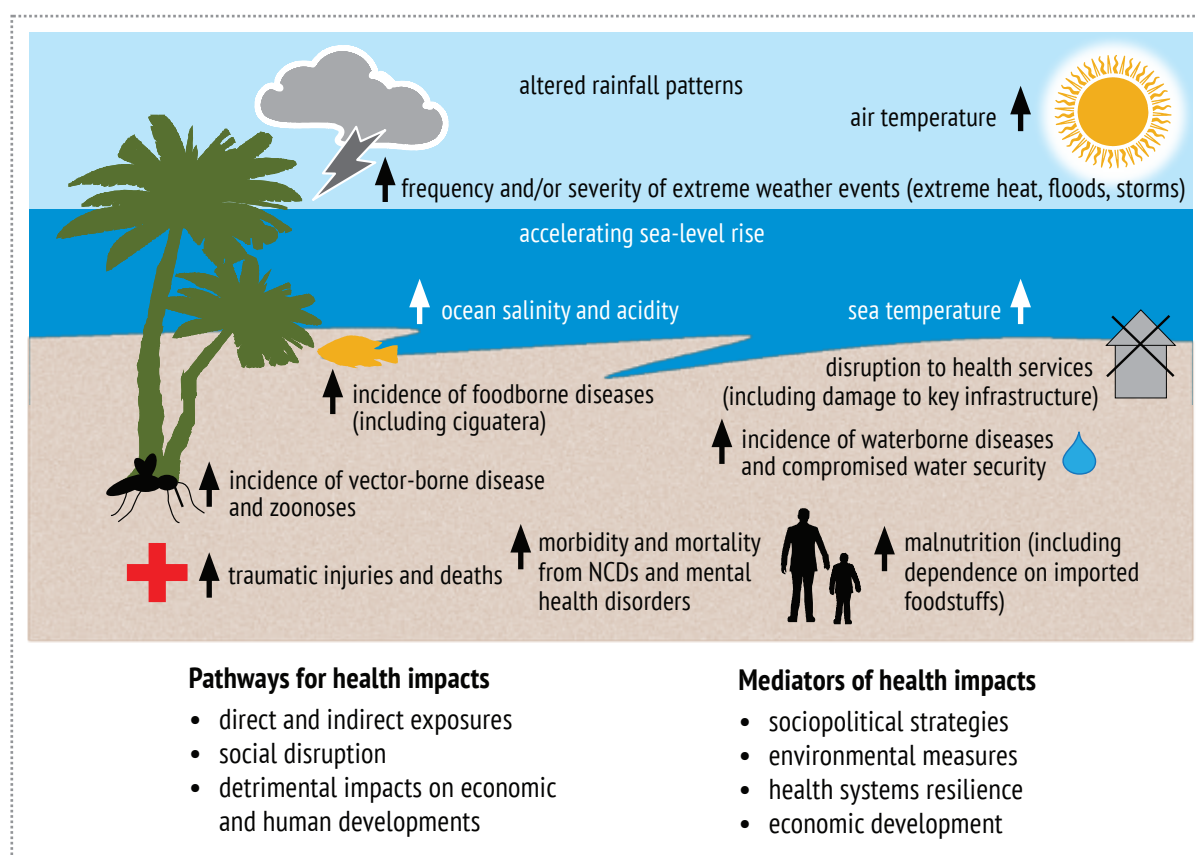 altered rainfall patterns
air temperature
frequency and/or severity of extreme weather events (extreme heat, floods, storms)
accelerating sea-level rise
ocean salinity and acidity
sea temperature
disruption to health services
(including damage to key infrastructure)
incidence of foodborne diseases
(including ciguatera)
incidence of waterborne diseases
and compromised water security
incidence of vector-borne disease
and zoonoses
traumatic injuries and deaths
morbidity and mortality
from NCDs and mental
health disorders
malnutrition (including
dependence on imported
foodstuffs)
Pathways for health impacts
• direct and indirect exposures
• social disruption
• detrimental impacts on economic
and human developments
Mediators of health impacts
• sociopolitical strategies
• environmental measures
• health systems resilience
• economic development